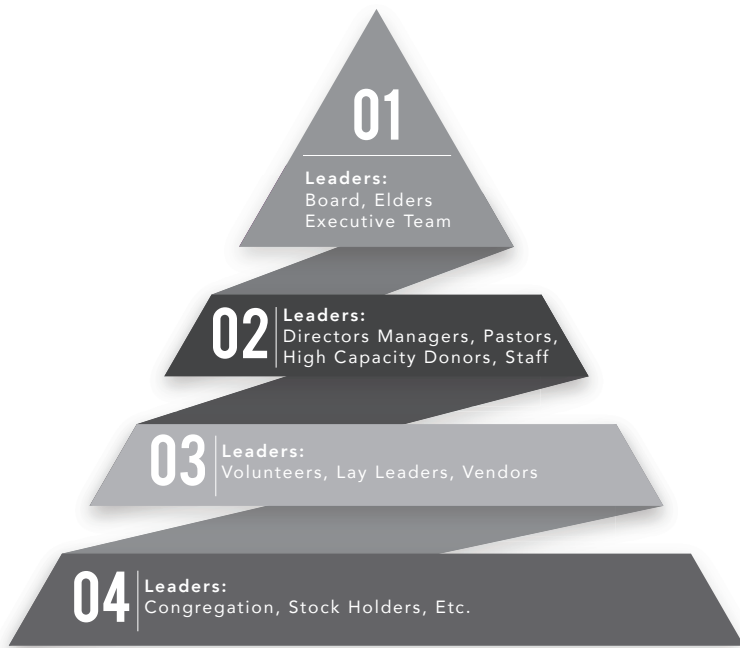 01
Leaders:
Board, Elders
Executive Team
02
Leaders:
Directors Managers, Pastors,
High Capacity Donors, Staff
03
Leaders:
Volunteers, Lay Leaders, Vendors
04
Leaders:
Congregation, Stock Holders, Etc.